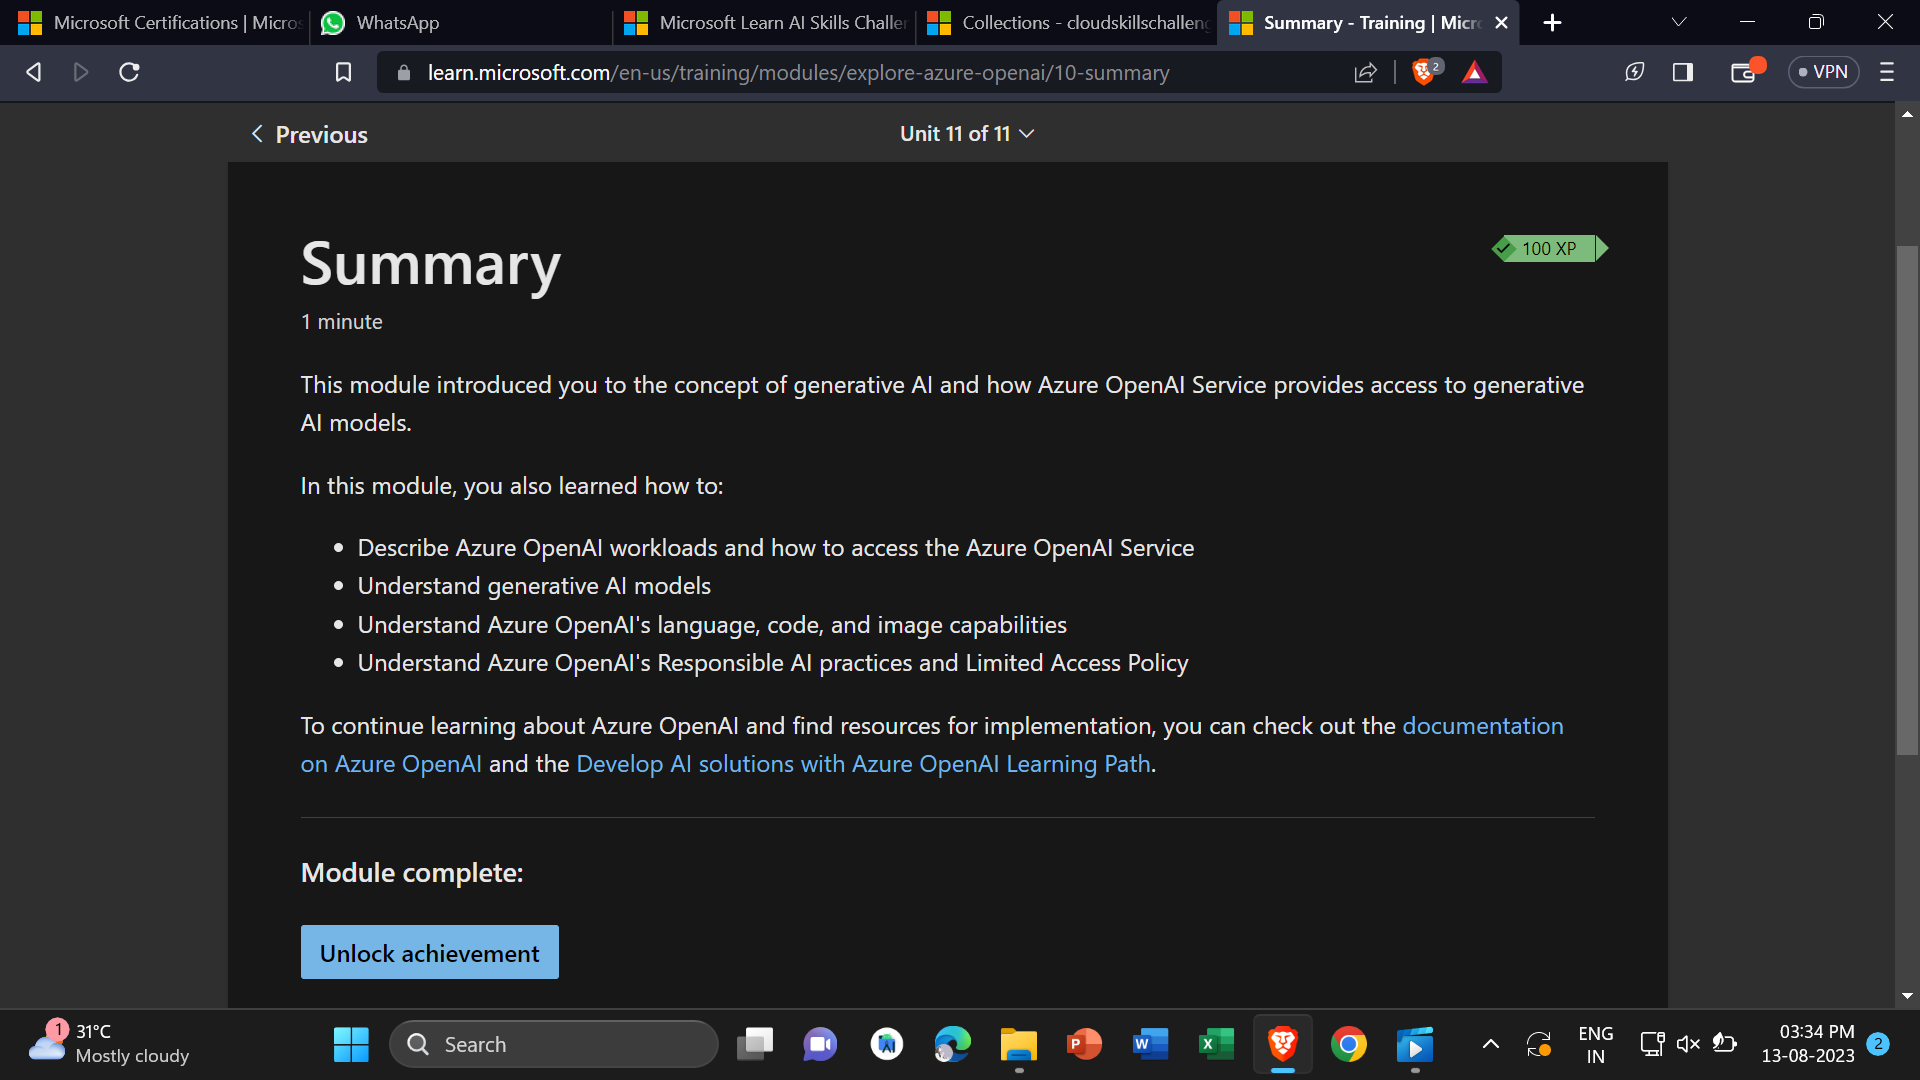 Microsoft Certifications | Micros
WhatsApp
Microsoft Learn AI Skills Challer
Collections - cloudskillschalleng
Summary - Training | Micr
learn.microsoft.com/en-us/training/modules/explore-azure-openai/10-summary
2
VPN
Previous
Unit 11 of 11
Summary
100 XP
1 minute
This module introduced you to the concept of generative AI and how Azure OpenAI Service provides access to generative
AI models.
In this module, you also learned how to:
• Describe Azure OpenAI workloads and how to access the Azure OpenAI Service
• Understand generative AI models
• Understand Azure OpenAI's language, code, and image capabilities
• Understand Azure OpenAI's Responsible AI practices and Limited Access Policy
To continue learning about Azure OpenAI and find resources for implementation, you can check out the documentation
on Azure OpenAI and the Develop AI solutions with Azure OpenAI Learning Path.
Module complete:
Unlock achievement
1
31°C
Mostly cloudy
Search
AI
P
W
X
ENG
IN
03:34 PM
13-08-2023
2